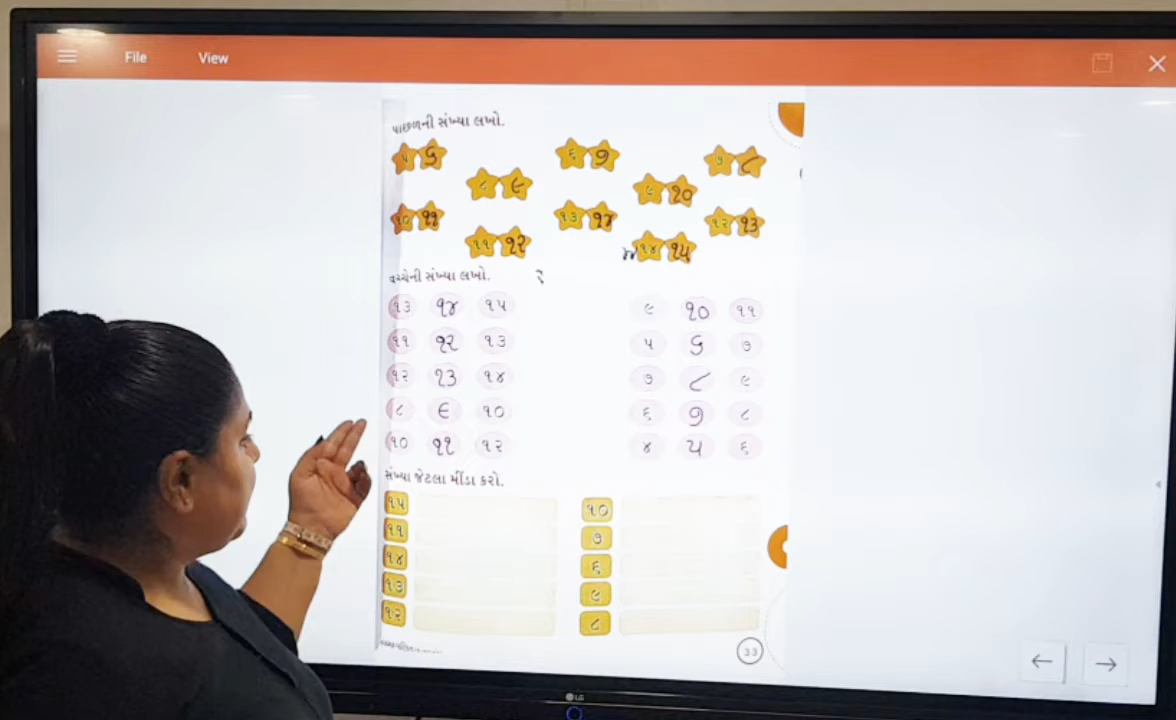 File View
પાછળની સંખ્યા લખો.
૫ ૬ ૬ ૭ ૭ ૮
૮ ૯ ૯ ૧૦
૧૦ ૧૧ ૧૩ ૧૪ ૧૨ ૧૩
૧૧ ૧૨ ૧૪ ૧૫
વચ્ચેની સંખ્યા લખો.
૧૩ ૧૪ ૧૫ ૯ ૧૦ ૧૧
૧૧ ૧૨ ૧૩ ૫ ૬ ૭
૧૨ ૧૩ ૧૪ ૭ ૮ ૯
૮ ૯ ૧૦ ૬ ૭ ૮
૧૦ ૧૧ ૧૨ ૪ ૫ ૬
સંખ્યા જેટલા મીંડા કરો.
૧૫ ૧૦
૧૧ ૭
૧૪ ૬
૧૩ ૯
૧૨ ૮
33
LG